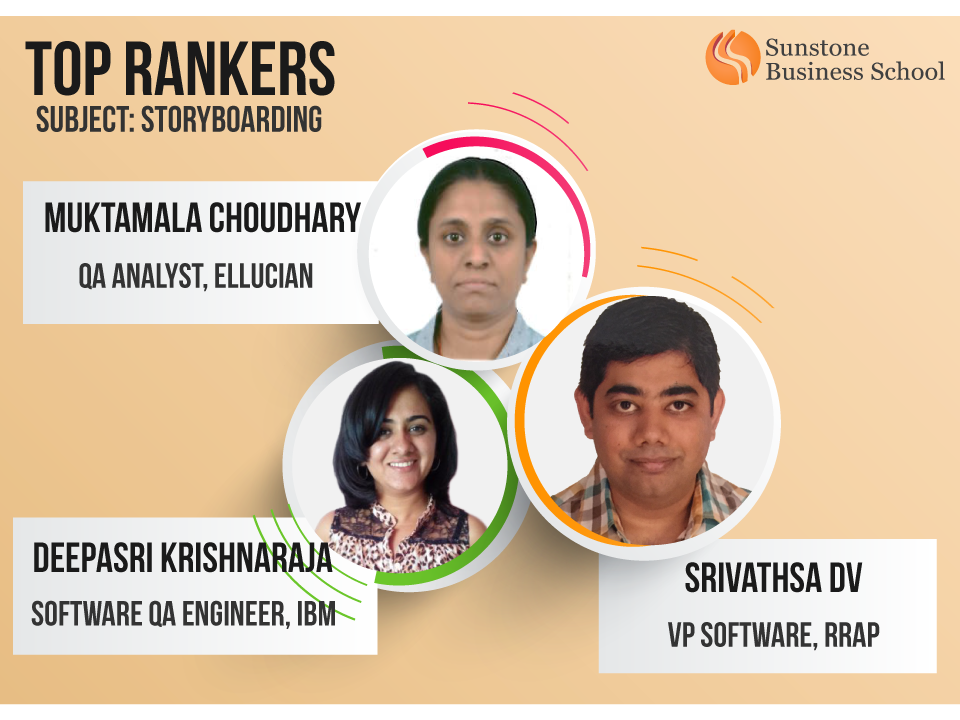 TOP RANKERS
SUBJECT: STORYBOARDING
Sunstone
Business School
MUKTAMALA CHOUDHARY
QA ANALYST, ELLUCIAN
DEEPASRI KRISHNARAJA
SOFTWARE QA ENGINEER, IBM
SRIVATHSA DV
VP SOFTWARE, RRAP